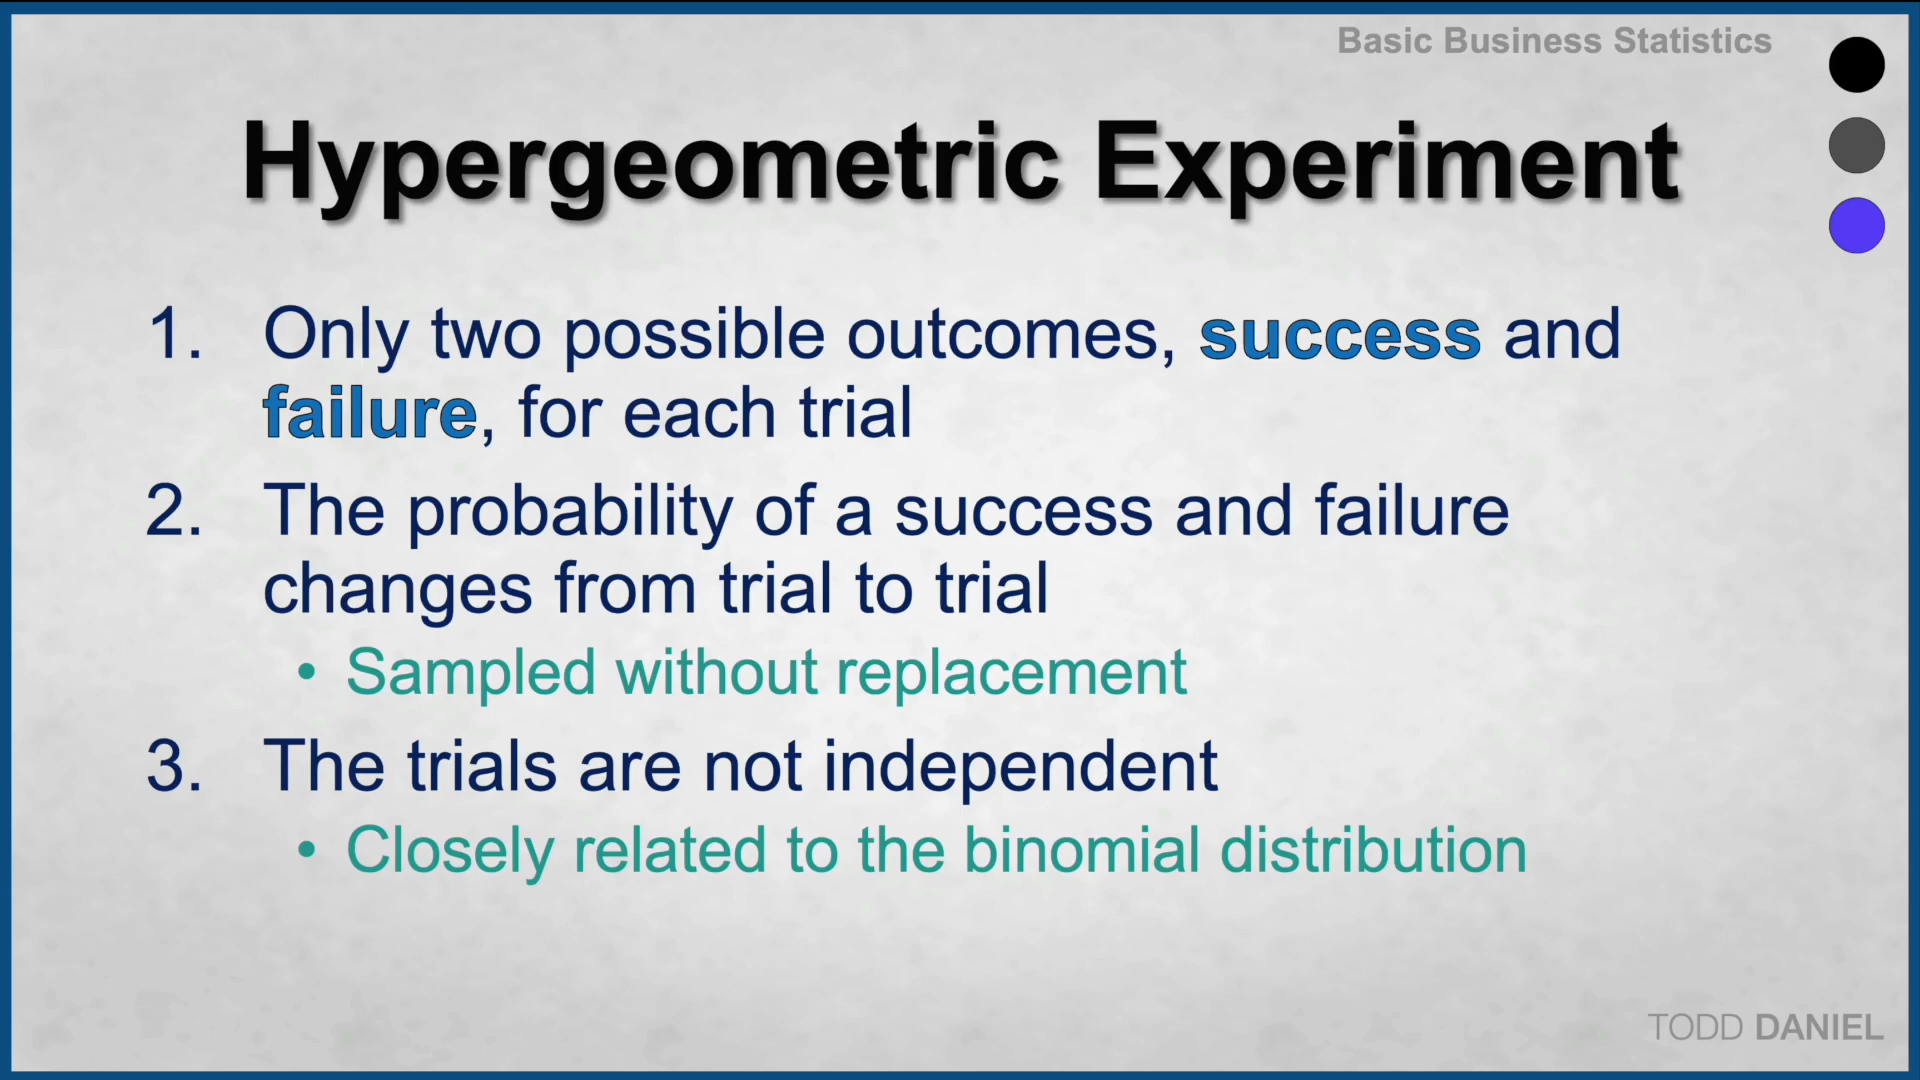 Basic Business Statistics
Hypergeometric Experiment
1. Only two possible outcomes, success and
failure, for each trial
2. The probability of a success and failure
changes from trial to trial
• Sampled without replacement
3. The trials are not independent
• Closely related to the binomial distribution
TODD DANIEL